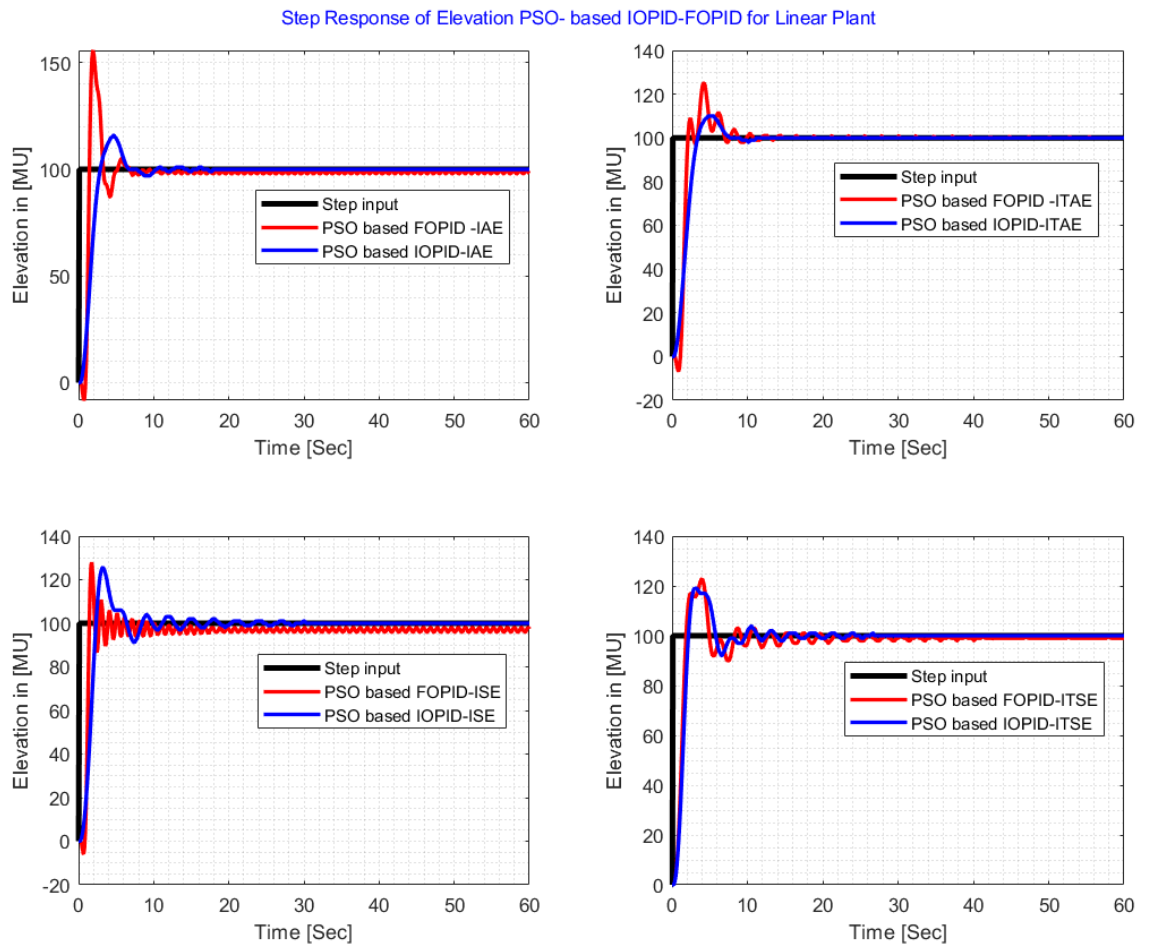 Step Response of Elevation PSO- based IOPID-FOPID for Linear Plant
150
100
50
0
Elevation in [MU]
Step input
PSO based FOPID -IAE
PSO based IOPID-IAE
0 10 20 30 40 50 60
Time [Sec]
140
120
100
80
60
40
20
0
-20
Elevation in [MU]
Step input
PSO based FOPID -ITAE
PSO based IOPID-ITAE
0 10 20 30 40 50 60
Time [Sec]
140
120
100
80
60
40
20
0
-20
Elevation in [MU]
Step input
PSO based FOPID-ISE
PSO based IOPID-ISE
0 10 20 30 40 50 60
Time [Sec]
140
120
100
80
60
40
20
0
Elevation in [MU]
Step input
PSO based FOPID-ITSE
PSO based IOPID-ITSE
0 10 20 30 40 50 60
Time [Sec]